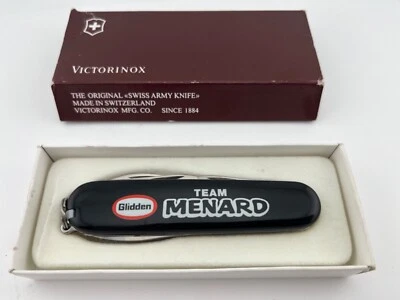 VICTORINOX
THE ORIGINAL «SWISS ARMY KNIFE»
MADE IN SWITZERLAND
VICTORINOX MFG. CO. SINCE 1884
TEAM
Glidden MENARD